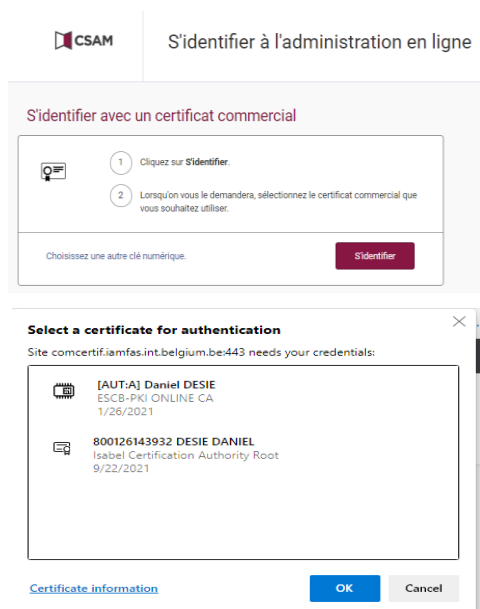 CSAM
S'identifier à l'administration en ligne
S'identifier avec un certificat commercial
1 Cliquez sur S'identifier.
2 Lorsqu'on vous le demandera, sélectionnez le certificat commercial que
vous souhaitez utiliser.
Choisissez une autre clé numérique.
S'identifier
Select a certificate for authentication
Site comcertif.iamfas.int.belgium.be:443 needs your credentials:
[AUT:A] Daniel DESIE
ESCB-PKI ONLINE CA
1/26/2021
800126143932 DESIE DANIEL
Isabel Certification Authority Root
9/22/2021
Certificate information
OK
Cancel